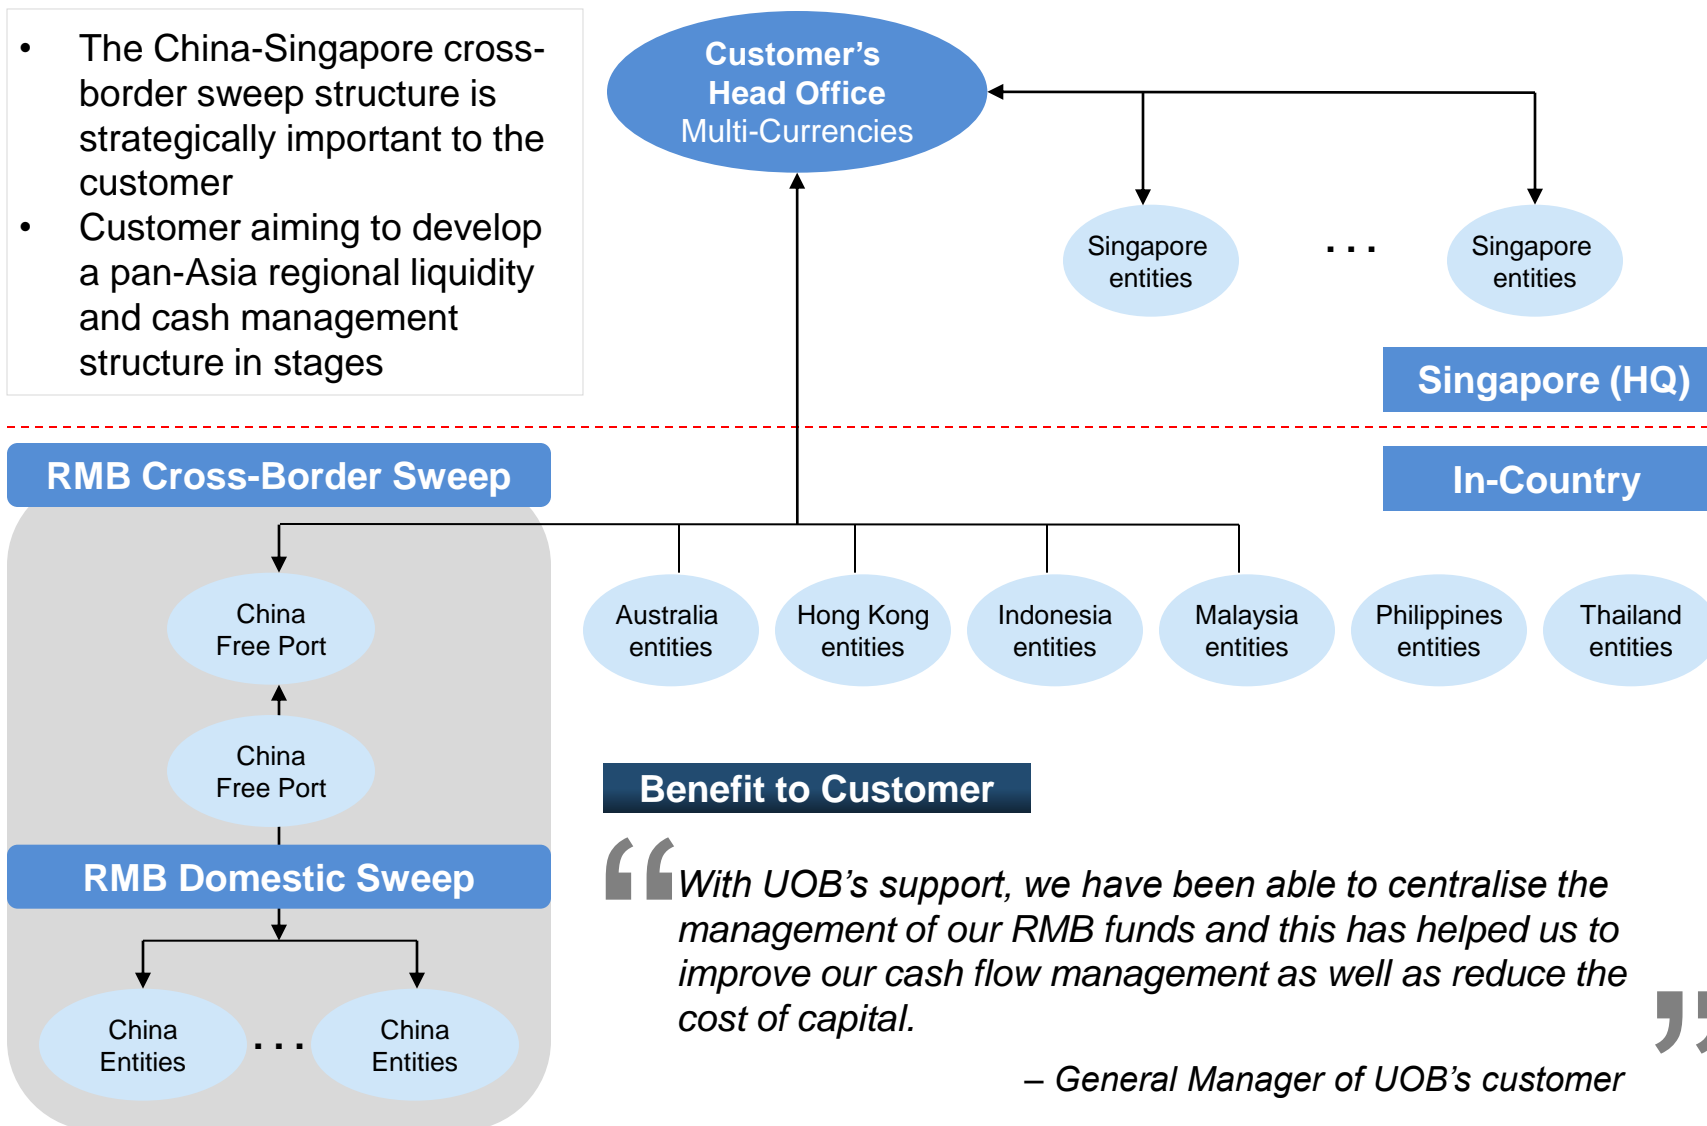 • The China-Singapore cross-
border sweep structure is
strategically important to the
customer
• Customer aiming to develop
a pan-Asia regional liquidity
and cash management
structure in stages
Customer’s
Head Office
Multi-Currencies
Singapore
entities
. . .
Singapore
entities
Singapore (HQ)
RMB Cross-Border Sweep
In-Country
China
Free Port
Australia
entities
Hong Kong
entities
Indonesia
entities
Malaysia
entities
Philippines
entities
Thailand
entities
China
Free Port
RMB Domestic Sweep
China
Entities
. . .
China
Entities
Benefit to Customer
“With UOB’s support, we have been able to centralise the
management of our RMB funds and this has helped us to
improve our cash flow management as well as reduce the
cost of capital.”
– General Manager of UOB’s customer